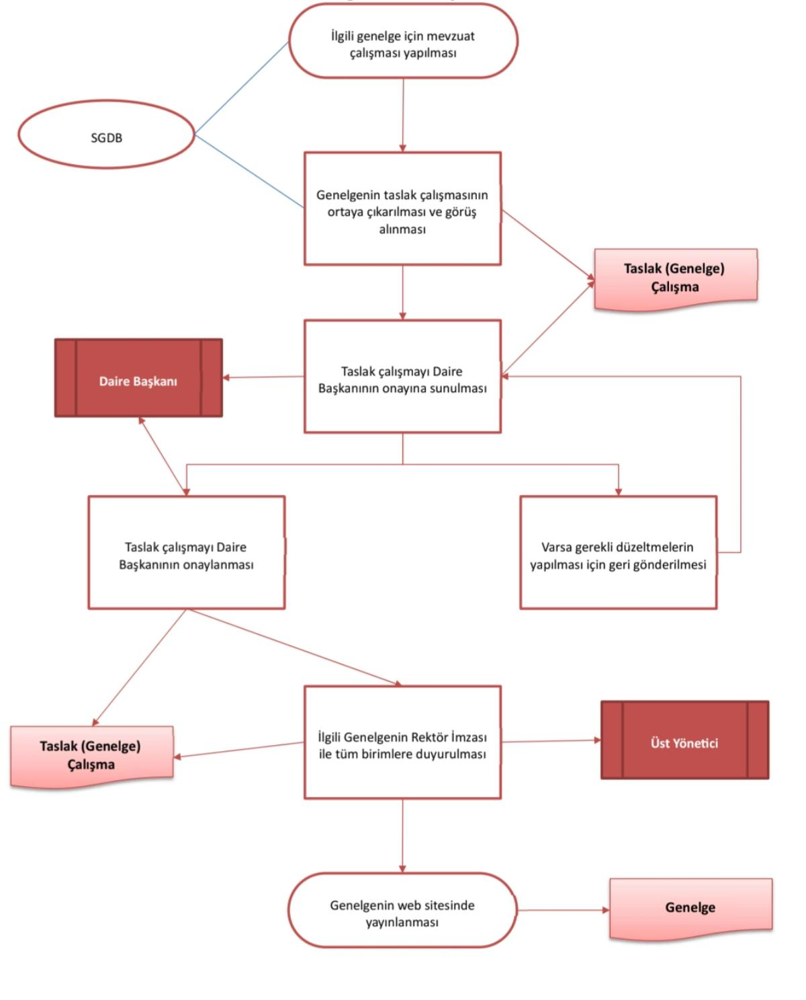 İlgili genelge için mevzuat
çalışması yapılması
SGDB
Genelgenin taslak çalışmasının
ortaya çıkarılması ve görüş
alınması
Taslak (Genelge)
Çalışma
Daire Başkanı
Taslak çalışmayı Daire
Başkanının onayına sunulması
Taslak çalışmayı Daire
Başkanının onaylanması
Varsa gerekli düzeltmelerin
yapılması için geri gönderilmesi
Taslak (Genelge)
Çalışma
İlgili Genelgenin Rektör İmzası
ile tüm birimlere duyurulması
Üst Yönetici
Genelgenin web sitesinde
yayınlanması
Genelge